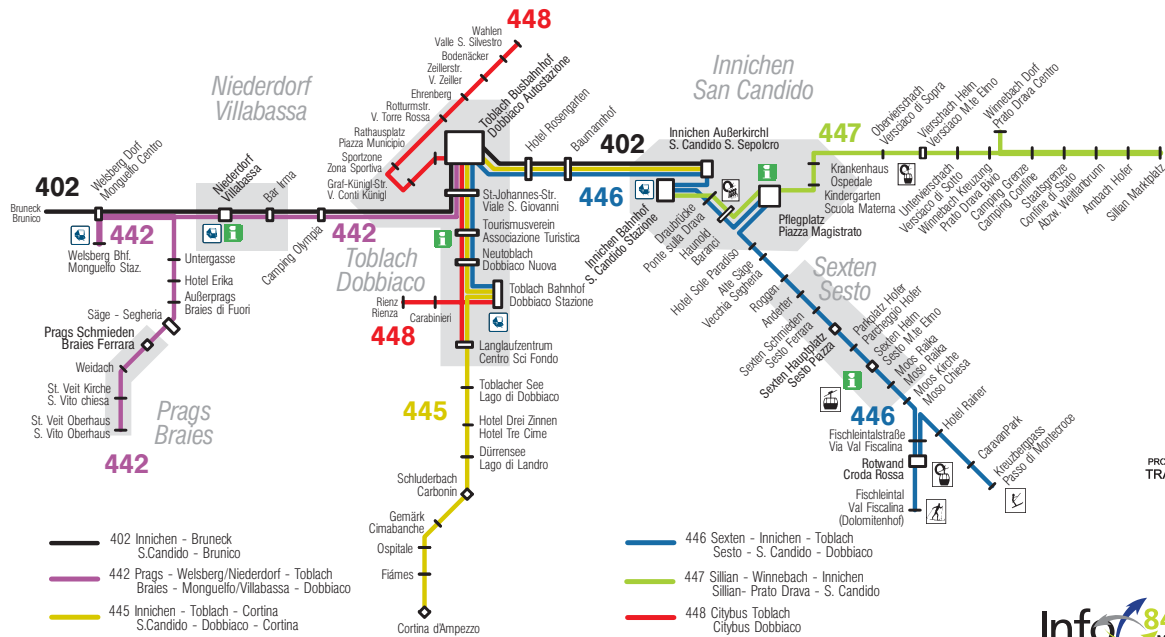 448
Wahlen
Valle S. Silvestro
Bodenäcker
Zeillerstr.
V. Zeiller
Ehrenberg
Rotturmstr.
V. Torre Rossa
Rathausplatz
Piazza Municipio
Sportzone
Zona Sportiva
Graf-Künigl-Str.
V. Conti Künigl
Niederdorf
Villabassa
Toblach Busbahnhof
Dobbiaco Autostazione
Hotel Rosengarten
Baumannhof
402
Innichen
San Candido
Innichen Außerkirchl
S. Candido S. Sepolcro
446
447
Obervierschach
Versciaco di Sopra
Vierschach Helm
Versciaco M.te Elmo
Winnebach Dorf
Prato Drava Centro
Krankenhaus
Ospedale
Kindergarten
Scuola Materna
Untervierschach
Versciaco di Sotto
Winnebach Kreuzung
Prato Drava Bivio
Camping Grenze
Camping Confine
Staatsgrenze
Confine di Stato
Abzw. Weitlanbrunn
Arnbach Hofer
Sillian Marktplatz
402
Bruneck
Brunico
Welsberg Dorf
Monguelfo Centro
Niederdorf
Villabassa
Bar Irma
442
Welsberg Bhf.
Monguelfo Staz.
Camping Olympia
442
St-Johannes-Str.
Viale S. Giovanni
Tourismusverein
Associazione Turistica
Neutoblach
Dobbiaco Nuova
Toblach
Dobbiaco
Toblach Bahnhof
Dobbiaco Stazione
Rienz
Rienza
Carabinieri
448
Langlaufzentrum
Centro Sci Fondo
Untergasse
Hotel Erika
Außerprags
Braies di Fuori
Säge - Segheria
Prags Schmieden
Braies Ferrara
Weidach
St. Veit Kirche
S. Vito chiesa
St. Veit Oberhaus
S. Vito Oberhaus
Prags
Braies
442
Innichen Bahnhof
S. Candido Stazione
Draubrücke
Ponte sulla Drava
Haunold
Baranci
Pflegplatz
Piazza Magistrato
Hotel Sole Paradiso
Alte Säge
Vecchia Segheria
Roggen
Anderter
Sexten Schmieden
Sesto Ferrara
Sexten Hauptplatz
Sesto Piazza
Sexten
Sesto
Parkplatz Hofer
Parcheggio Hofer
Sexten Helm
Sesto M.te Elmo
Moos Raika
Moso Raika
Moos Kirche
Moso Chiesa
446
Hotel Rainer
CaravanPark
Kreuzbergpass
Passo di Montecroce
Fischleintalstraße
Via Val Fiscalina
Rotwand
Croda Rossa
Fischleintal
Val Fiscalina
(Dolomitenhof)
445
Toblacher See
Lago di Dobbiaco
Hotel Drei Zinnen
Hotel Tre Cime
Dürrensee
Lago di Landro
Schluderbach
Carbonin
Gemärk
Cimabanche
Ospitale
Fiámes
Cortina d'Ampezzo
PRO
TRA
402 Innichen - Bruneck
S.Candido - Brunico
442 Prags - Welsberg/Niederdorf - Toblach
Braies - Monguelfo/Villabassa - Dobbiaco
445 Innichen - Toblach - Cortina
S.Candido - Dobbiaco - Cortina
446 Sexten - Innichen - Toblach
Sesto - S. Candido - Dobbiaco
447 Sillian - Winnebach - Innichen
Sillian- Prato Drava - S. Candido
448 Citybus Toblach
Citybus Dobbiaco
Info
84